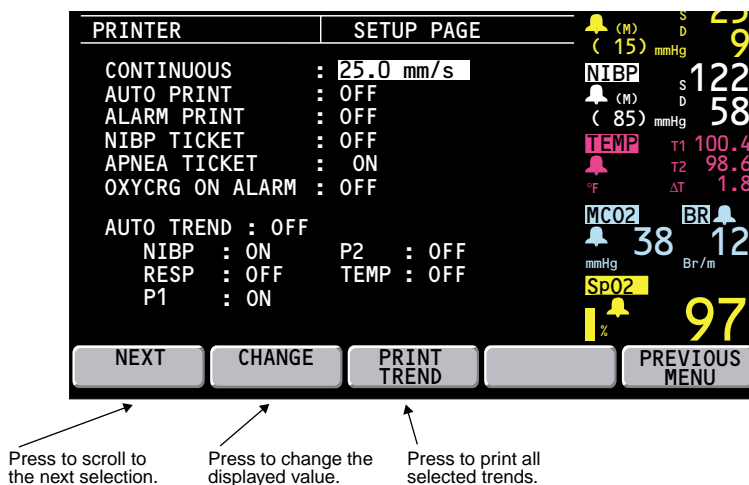 PRINTER SETUP PAGE
CONTINUOUS : 25.0 mm/s
AUTO PRINT : OFF
ALARM PRINT : OFF
NIBP TICKET : OFF
APNEA TICKET : ON
OXYCRG ON ALARM : OFF
AUTO TREND : OFF
NIBP : ON P2 : OFF
RESP : OFF TEMP : OFF
P1 : ON
(M) S
D
( 15) mmHg 9
NIBP S 122
(M) D
( 85) mmHg 58
TEMP T1 100.4
T2 98.6
°F ΔT 1.8
MCO2 BR
38 12
mmHg Br/m
SpO2
% 97
NEXT
CHANGE
PRINT
TREND
PREVIOUS
MENU
Press to scroll to
the next selection.
Press to change the
displayed value.
Press to print all
selected trends.